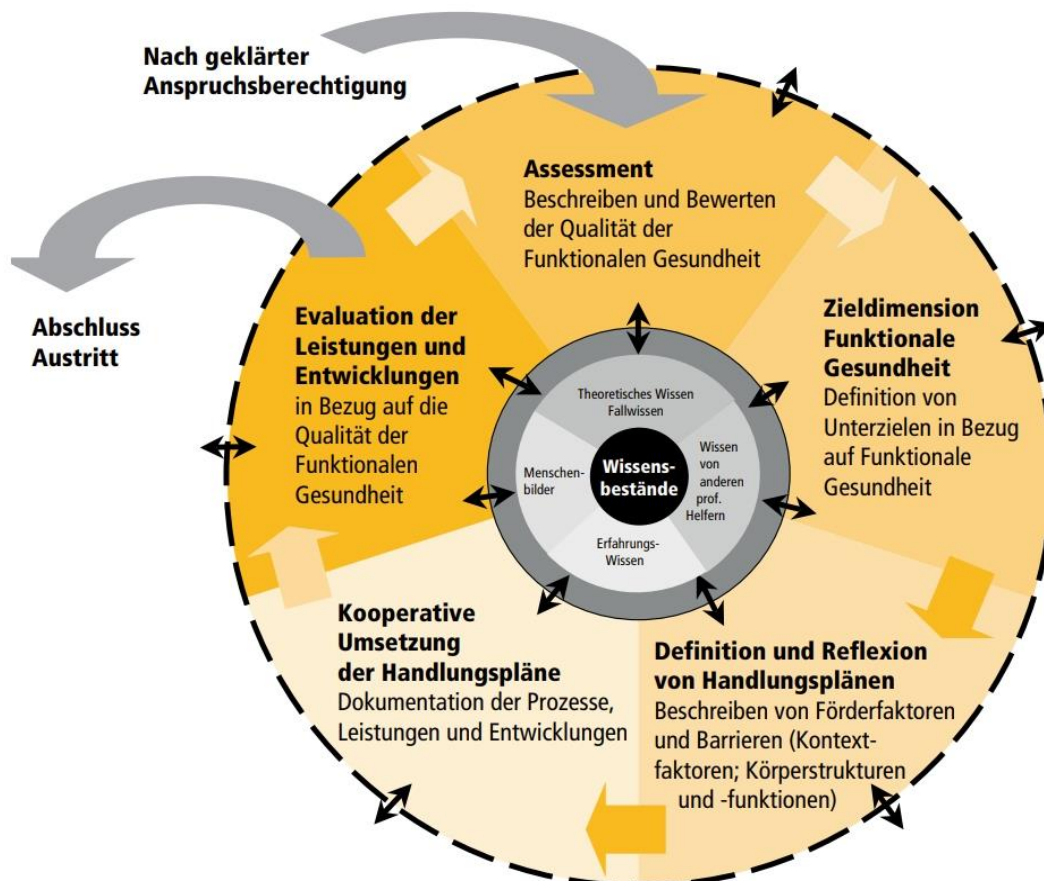 Nach geklärter
Anspruchsberechtigung
Assessment
Beschreiben und Bewerten
der Qualität der
Funktionalen Gesundheit
Zieldimension
Funktionale
Gesundheit
Definition von
Unterzielen in Bezug
auf Funktionale
Gesundheit
Definition und Reflexion
von Handlungsplänen
Beschreiben von Förderfaktoren
und Barrieren (Kontext-
faktoren; Körperstrukturen
und -funktionen)
Kooperative
Umsetzung
der Handlungspläne
Dokumentation der Prozesse,
Leistungen und Entwicklungen
Evaluation der
Leistungen und
Entwicklungen
in Bezug auf die
Qualität der
Funktionalen
Gesundheit
Abschluss
Austritt
Theoretisches Wissen
Fallwissen
Wissen
von
anderen
prof.
Helfern
Erfahrungs-
Wissen
Menschen-
bilder
Wissens-
bestände